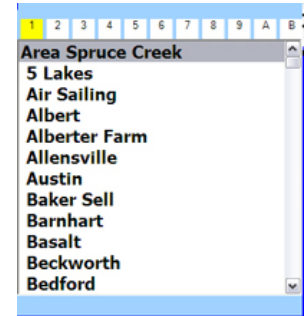 1 2 3 4 5 6 7 8 9 A B
Area Spruce Creek
5 Lakes
Air Sailing
Albert
Alberter Farm
Allensville
Austin
Baker Sell
Barnhart
Basalt
Beckworth
Bedford